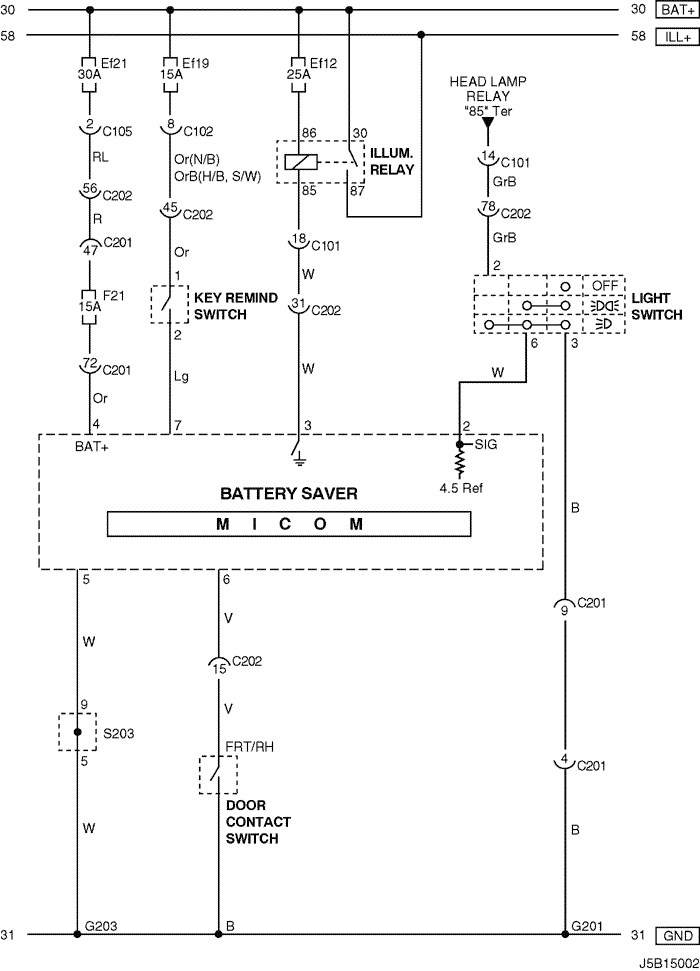 30 30 BAT+
58 58 ILL+
Ef21
30A
Ef19
15A
Ef12
25A
HEAD LAMP
RELAY
"85" Ter
2 C105
8 C102
86 30
ILLUM.
RELAY
85 87
14 C101
GrB
RL
Or(N/B)
OrB(H/B, S/W)
56 C202
45 C202
78 C202
GrB
R
C201
47
Or
18 C101
W
2
1
KEY REMIND
SWITCH
2
F21
15A
31 C202
OFF
LIGHT
SWITCH
6 3
72 C201
Or
Lg
W
W
4 7 3 2
BAT+
SIG
4.5 Ref
BATTERY SAVER
M I C O M
B
5 6
V
C201
9
W
C202
15
9
S203
5
V
FRT/RH
4 C201
DOOR
CONTACT
SWITCH
W
B
31 G203 B G201 31 GND
J5B15002